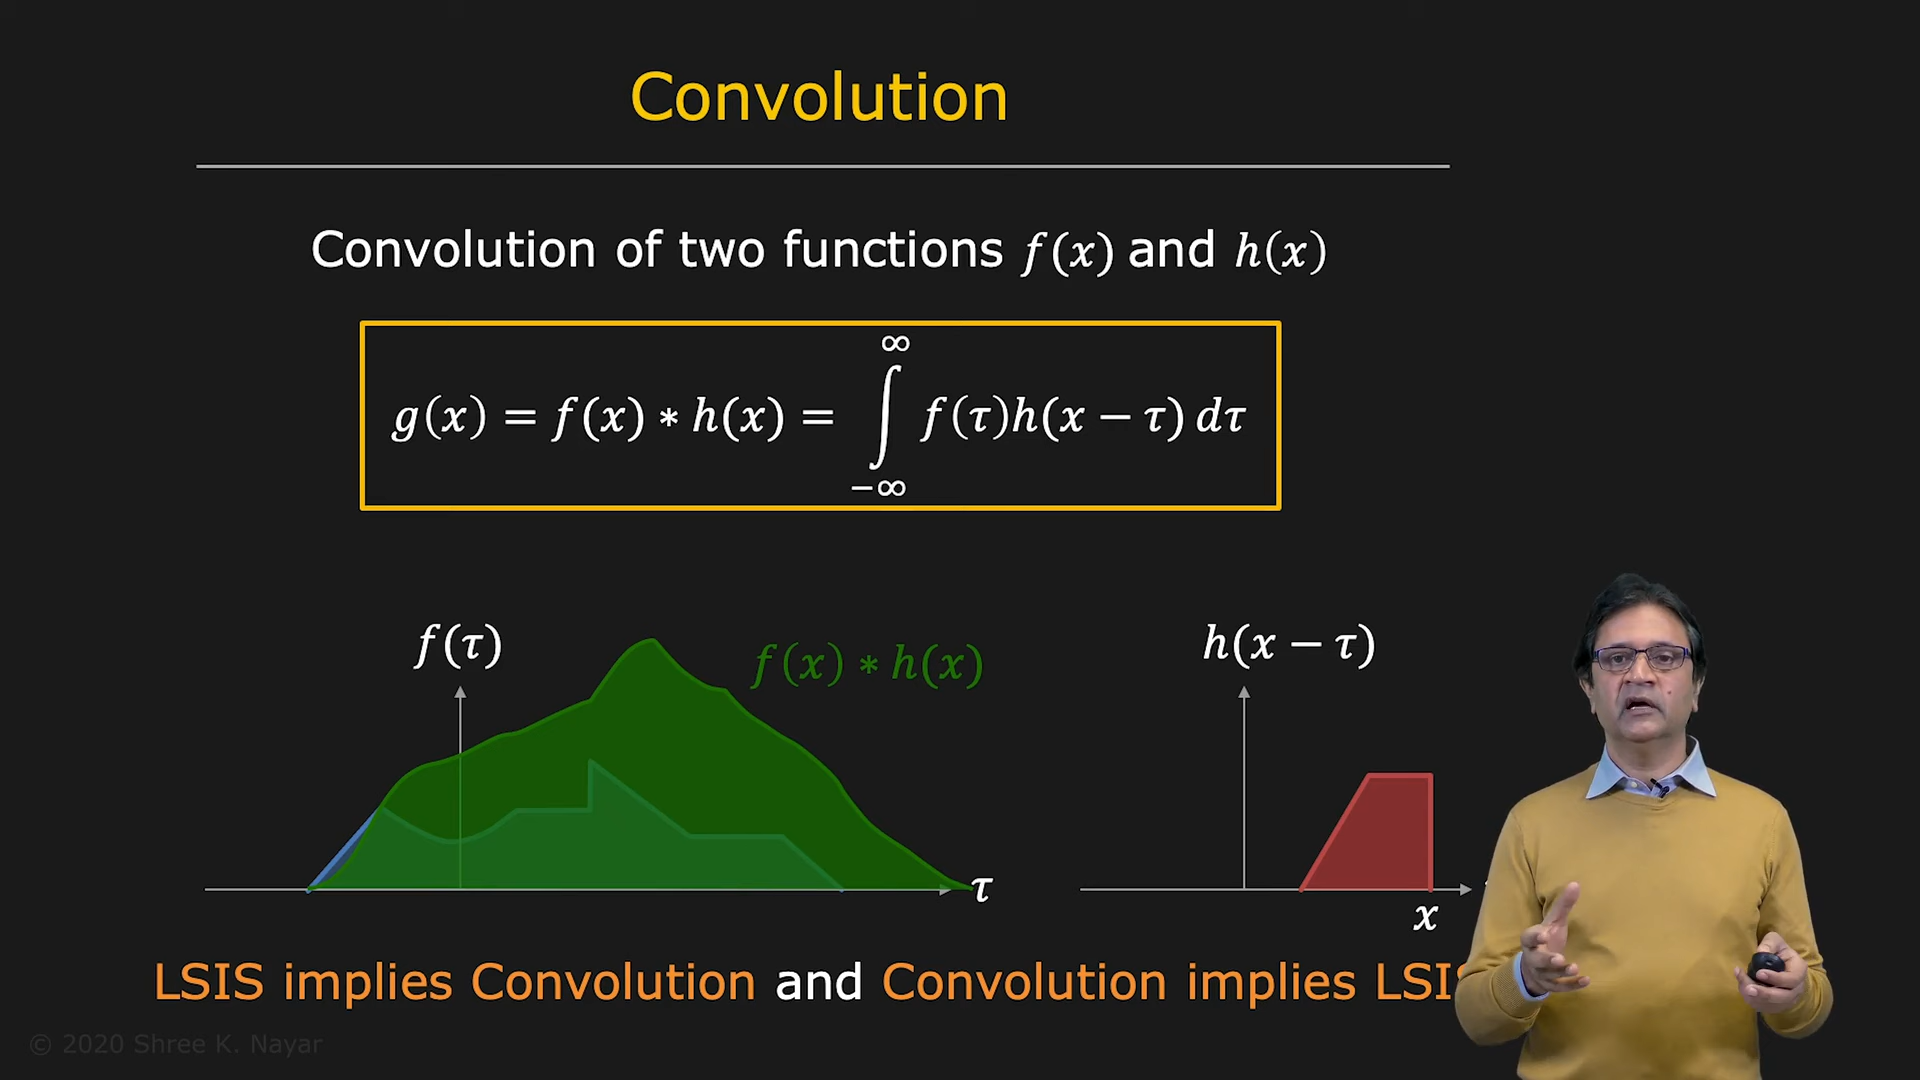 Convolution
Convolution of two functions f(x) and h(x)
g(x) = f(x) ∗ h(x) = ∫_{−∞}^{∞} f(τ)h(x − τ) dτ
f(τ)
f(x) ∗ h(x)
h(x − τ)
τ
x
LSIS implies Convolution and Convolution implies LSIS
© 2020 Shree K. Nayar